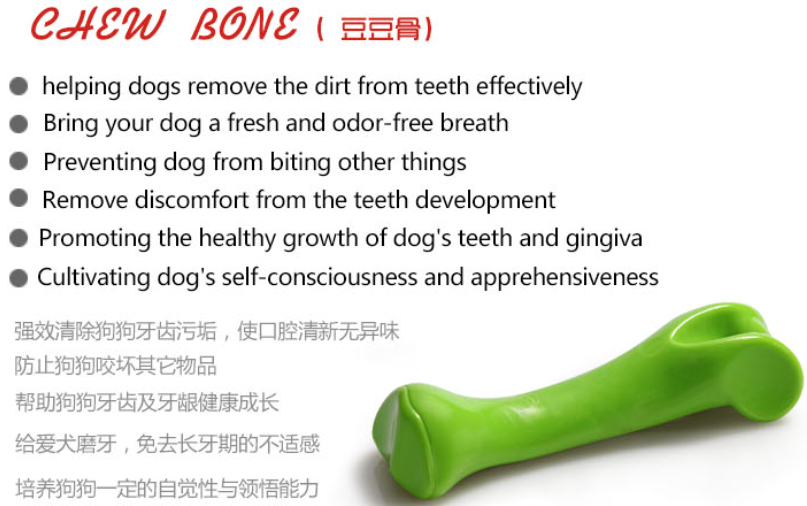 CHEW BONE ( 豆豆骨)
helping dogs remove the dirt from teeth effectively
Bring your dog a fresh and odor-free breath
Preventing dog from biting other things
Remove discomfort from the teeth development
Promoting the healthy growth of dog's teeth and gingiva
Cultivating dog's self-consciousness and apprehensiveness
强效清除狗狗牙齿污垢，使口腔清新无异味
防止狗狗咬坏其它物品
帮助狗狗牙齿及牙龈健康成长
给爱犬磨牙，免去长牙期的不适感
培养狗狗一定的自觉性与领悟能力